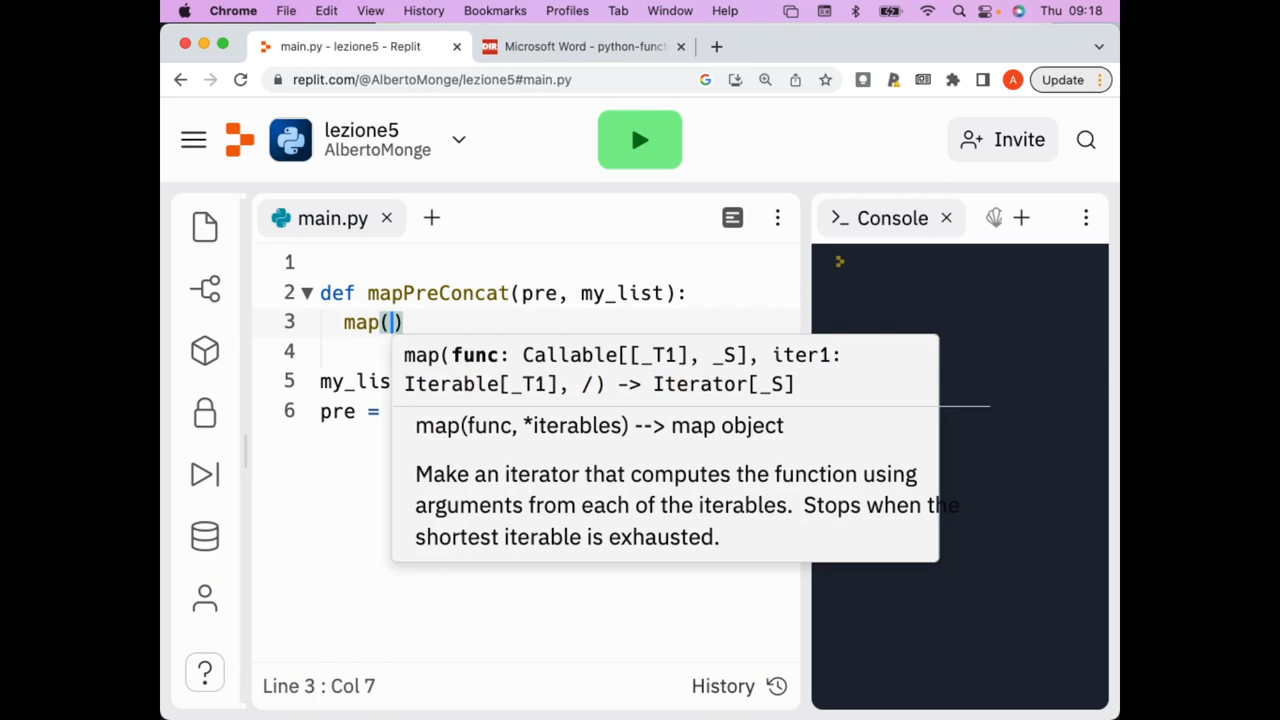 Chrome File Edit View History Bookmarks Profiles Tab Window Help Thu 09:18
main.py - lezione5 - Replit × DIR Microsoft Word - python-funct × +
replit.com/@AlbertoMonge/lezione5#main.py G A Update
lezione5
AlbertoMonge
Invite
main.py × +
>_ Console × +
1
2 def mapPreConcat(pre, my_list):
3 map()
4
5 my_lis
6 pre =
map(func: Callable[[_T1], _S], iter1:
Iterable[_T1], /) -> Iterator[_S]
map(func, *iterables) --> map object
Make an iterator that computes the function using
arguments from each of the iterables. Stops when the
shortest iterable is exhausted.
?
Line 3 : Col 7 History